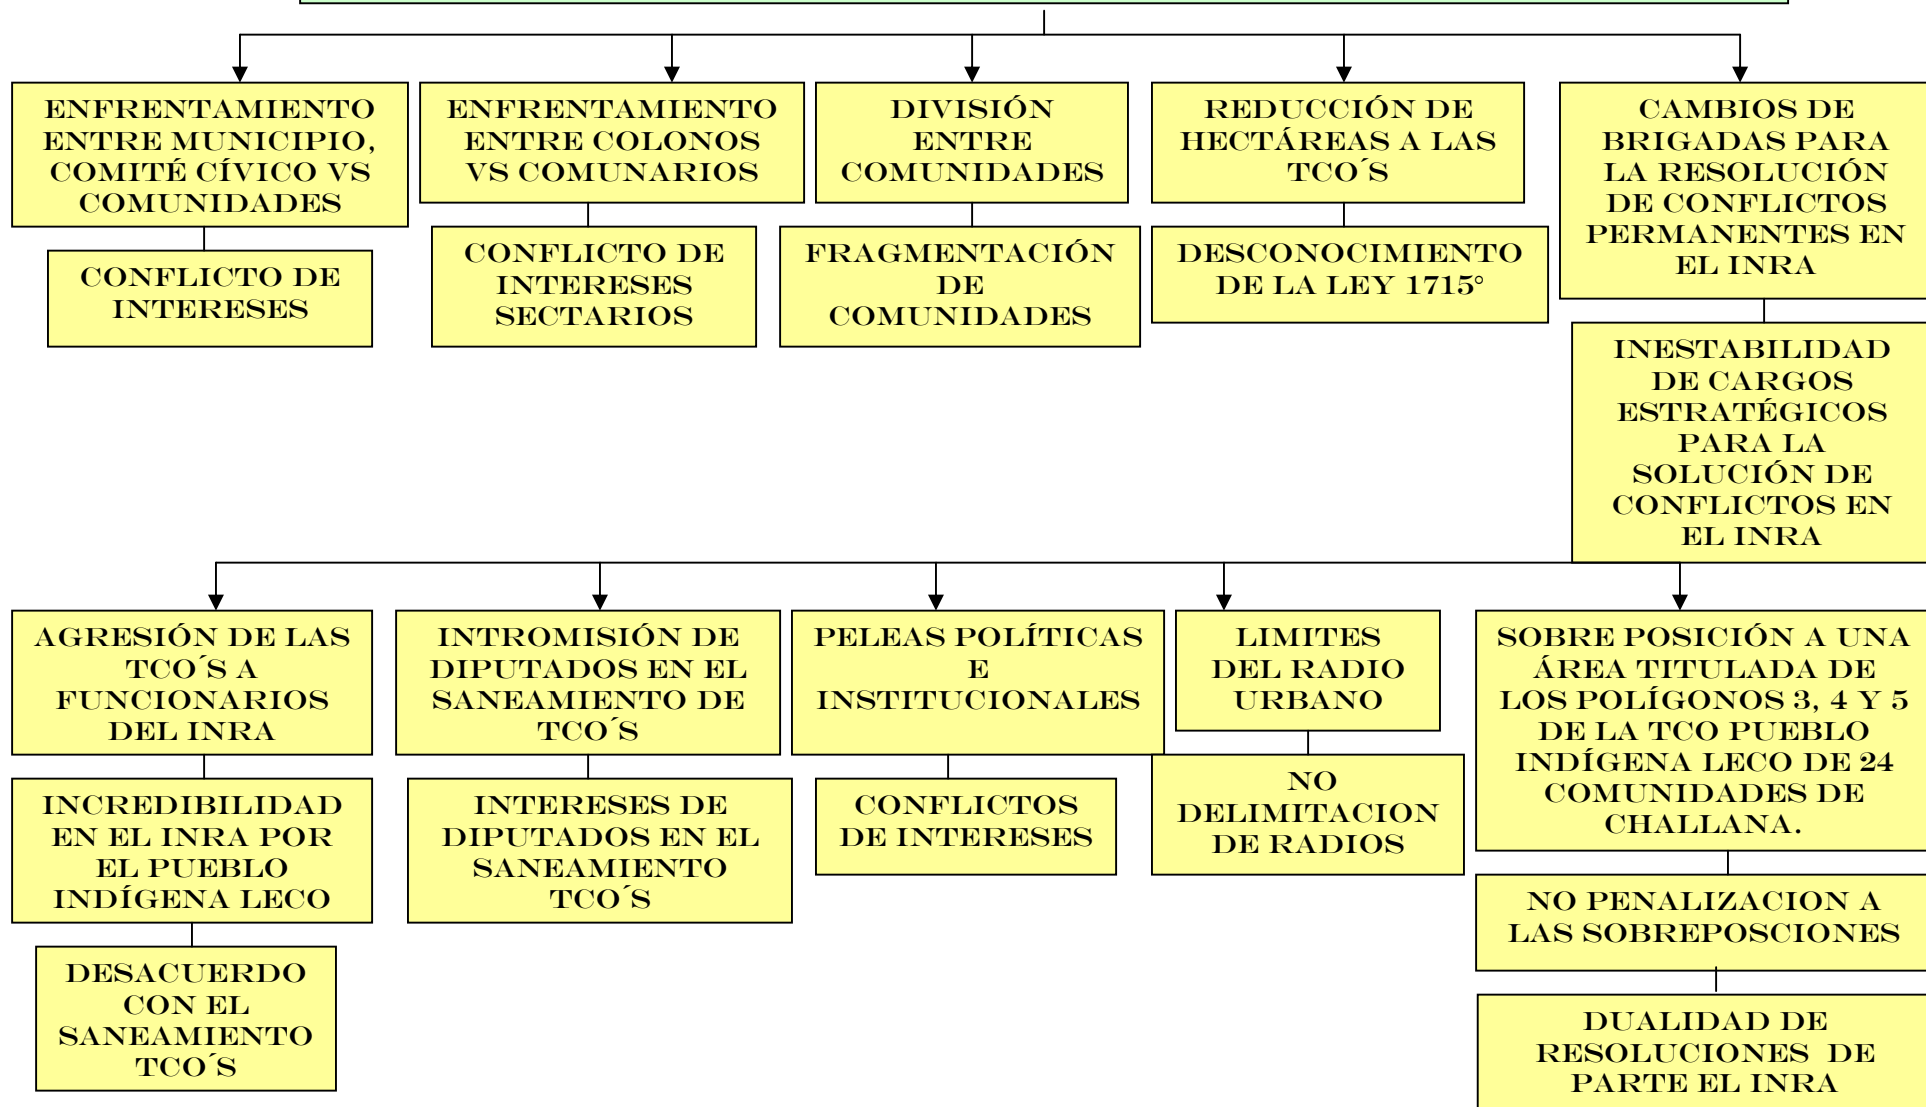 ENFRENTAMIENTO
ENTRE MUNICIPIO,
COMITÉ CÍVICO VS
COMUNIDADES
CONFLICTO DE
INTERESES
ENFRENTAMIENTO
ENTRE COLONOS
VS COMUNARIOS
CONFLICTO DE
INTERESES
SECTARIOS
DIVISIÓN
ENTRE
COMUNIDADES
FRAGMENTACIÓN
DE
COMUNIDADES
REDUCCIÓN DE
HECTÁREAS A LAS
TCO´S
DESCONOCIMIENTO
DE LA LEY 1715°
CAMBIOS DE
BRIGADAS PARA
LA RESOLUCIÓN
DE CONFLICTOS
PERMANENTES EN
EL INRA
INESTABILIDAD
DE CARGOS
ESTRATÉGICOS
PARA LA
SOLUCIÓN DE
CONFLICTOS EN
EL INRA
AGRESIÓN DE LAS
TCO´S A
FUNCIONARIOS
DEL INRA
INCREDIBILIDAD
EN EL INRA POR
EL PUEBLO
INDÍGENA LECO
DESACUERDO
CON EL
SANEAMIENTO
TCO´S
INTROMISIÓN DE
DIPUTADOS EN EL
SANEAMIENTO DE
TCO´S
INTERESES DE
DIPUTADOS EN EL
SANEAMIENTO
TCO´S
PELEAS POLÍTICAS
E
INSTITUCIONALES
CONFLICTOS
DE INTERESES
LIMITES
DEL RADIO
URBANO
NO
DELIMITACION
DE RADIOS
SOBRE POSICIÓN A UNA
ÁREA TITULADA DE
LOS POLÍGONOS 3, 4 Y 5
DE LA TCO PUEBLO
INDÍGENA LECO DE 24
COMUNIDADES DE
CHALLANA.
NO PENALIZACION A
LAS SOBREPOSCIONES
DUALIDAD DE
RESOLUCIONES DE
PARTE EL INRA